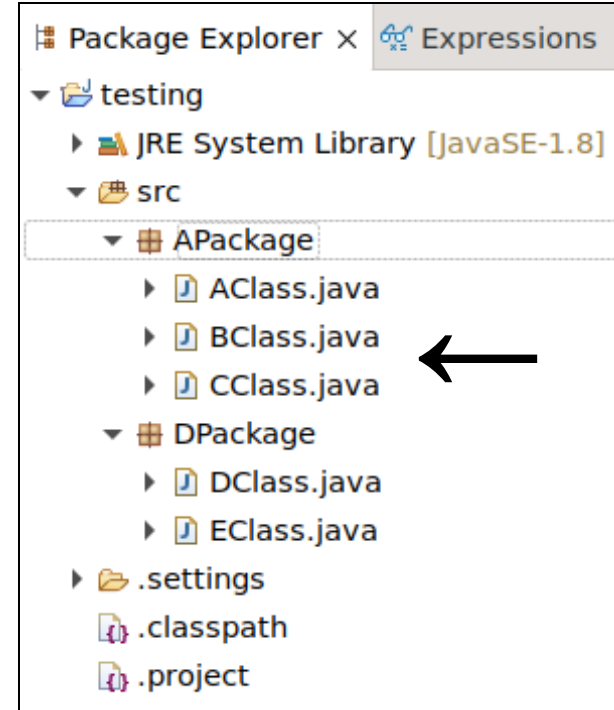 Package Explorer × Expressions
testing
JRE System Library [JavaSE-1.8]
src
APackage
AClass.java
BClass.java
CClass.java
DPackage
DClass.java
EClass.java
.settings
.classpath
.project